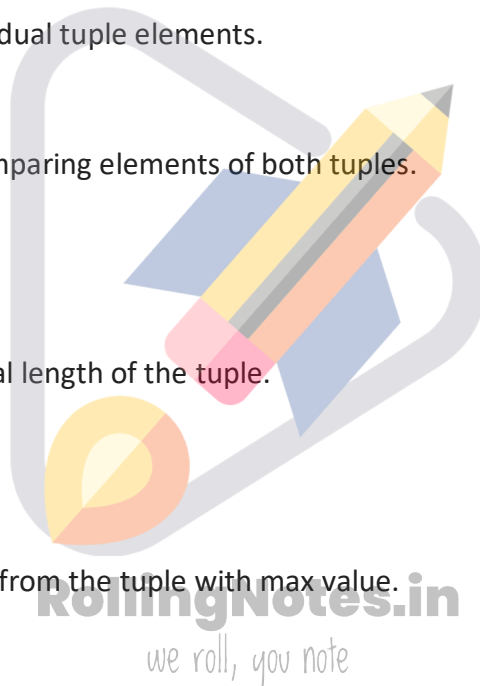 dual tuple elements.
mparing elements of both tuples.
al length of the tuple.
from the tuple with max value.
RollingNotes.in
we roll, you note